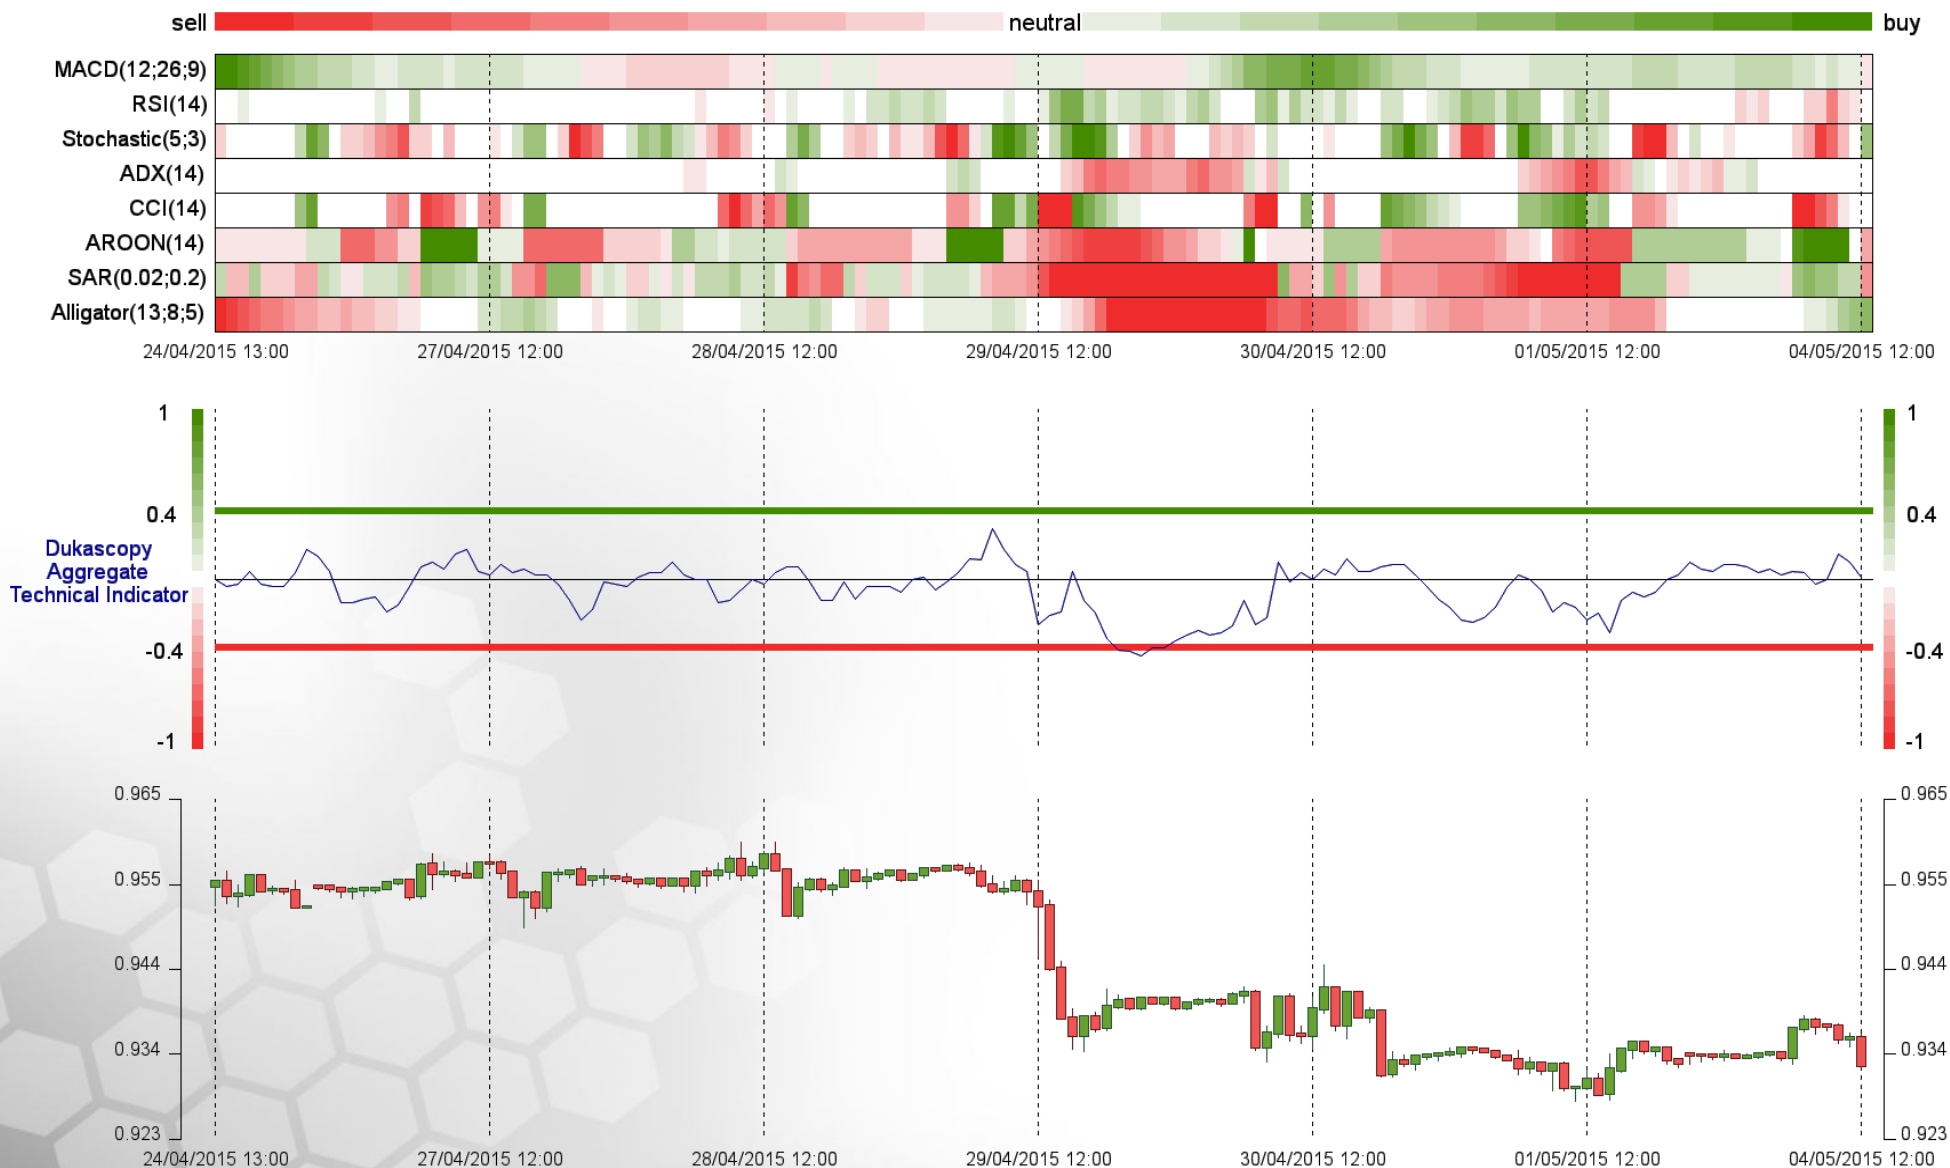 sell neutral buy
MACD(12;26;9)
RSI(14)
Stochastic(5;3)
ADX(14)
CCI(14)
AROON(14)
SAR(0.02;0.2)
Alligator(13;8;5)
24/04/2015 13:00 27/04/2015 12:00 28/04/2015 12:00 29/04/2015 12:00 30/04/2015 12:00 01/05/2015 12:00 04/05/2015 12:00
1 1
0.4 0.4
Dukascopy
Aggregate
Technical Indicator
-0.4 -0.4
-1 -1
0.965 0.965
0.955 0.955
0.944 0.944
0.934 0.934
0.923 0.923
24/04/2015 13:00 27/04/2015 12:00 28/04/2015 12:00 29/04/2015 12:00 30/04/2015 12:00 01/05/2015 12:00 04/05/2015 12:00